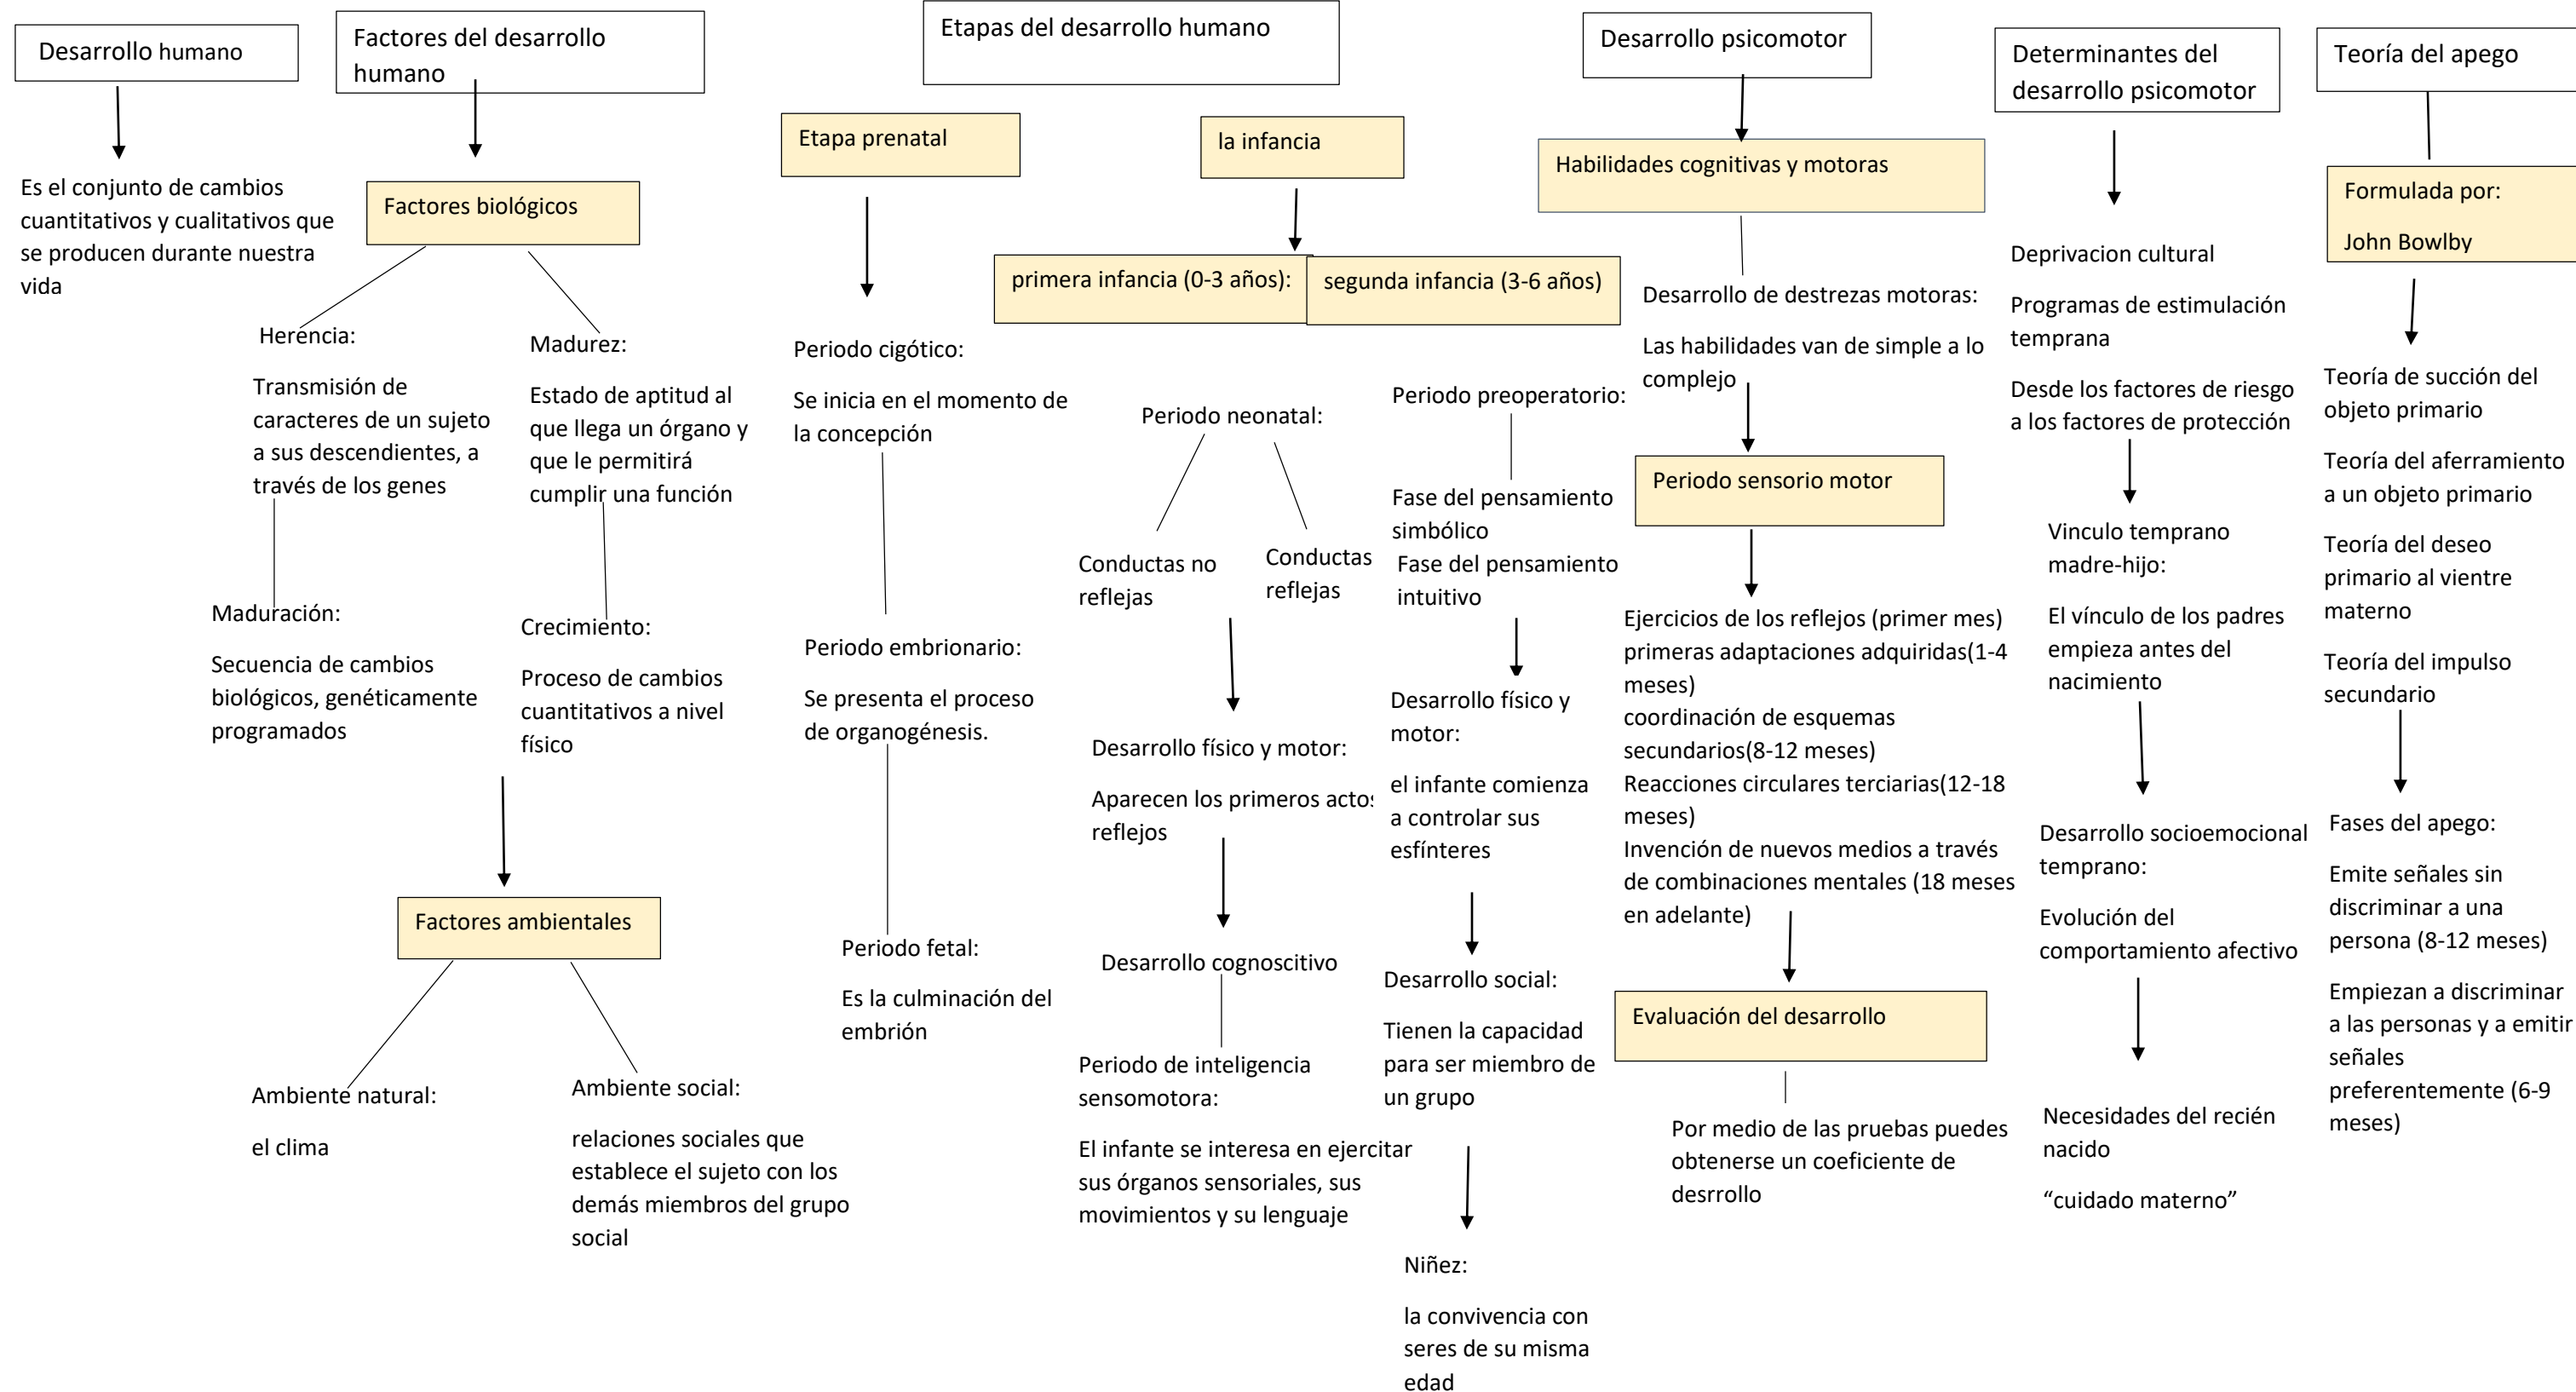 Desarrollo humano
Es el conjunto de cambios
cuantitativos y cualitativos que
se producen durante nuestra
vida
Factores del desarrollo
humano
Factores biológicos
Herencia:
Transmisión de
caracteres de un sujeto
a sus descendientes, a
través de los genes
Maduración:
Secuencia de cambios
biológicos, genéticamente
programados
Madurez:
Estado de aptitud al
que llega un órgano y
que le permitirá
cumplir una función
Crecimiento:
Proceso de cambios
cuantitativos a nivel
físico
Factores ambientales
Ambiente natural:
el clima
Ambiente social:
relaciones sociales que
establece el sujeto con los
demás miembros del grupo
social
Etapas del desarrollo humano
Etapa prenatal
Periodo cigótico:
Se inicia en el momento de
la concepción
Periodo embrionario:
Se presenta el proceso
de organogénesis.
Periodo fetal:
Es la culminación del
embrión
la infancia
primera infancia (0-3 años):
Periodo neonatal:
Conductas no
reflejas
Conductas
reflejas
Desarrollo físico y motor:
Aparecen los primeros actos
reflejos
Desarrollo cognoscitivo
Periodo de inteligencia
sensomotora:
El infante se interesa en ejercitar
sus órganos sensoriales, sus
movimientos y su lenguaje
segunda infancia (3-6 años)
Periodo preoperatorio:
Fase del pensamiento
simbólico
Fase del pensamiento
intuitivo
Desarrollo físico y
motor:
el infante comienza
a controlar sus
esfínteres
Desarrollo social:
Tienen la capacidad
para ser miembro de
un grupo
Niñez:
la convivencia con
seres de su misma
edad
Desarrollo psicomotor
Habilidades cognitivas y motoras
Desarrollo de destrezas motoras:
Las habilidades van de simple a lo
complejo
Periodo sensorio motor
Ejercicios de los reflejos (primer mes)
primeras adaptaciones adquiridas(1-4
meses)
coordinación de esquemas
secundarios(8-12 meses)
Reacciones circulares terciarias(12-18
meses)
Invención de nuevos medios a través
de combinaciones mentales (18 meses
en adelante)
Evaluación del desarrollo
Por medio de las pruebas puedes
obtenerse un coeficiente de
desrrollo
Determinantes del
desarrollo psicomotor
Deprivacion cultural
Programas de estimulación
temprana
Desde los factores de riesgo
a los factores de protección
Vinculo temprano
madre-hijo:
El vínculo de los padres
empieza antes del
nacimiento
Desarrollo socioemocional
temprano:
Evolución del
comportamiento afectivo
Necesidades del recién
nacido
“cuidado materno”
Teoría del apego
Formulada por:
John Bowlby
Teoría de succión del
objeto primario
Teoría del aferramiento
a un objeto primario
Teoría del deseo
primario al vientre
materno
Teoría del impulso
secundario
Fases del apego:
Emite señales sin
discriminar a una
persona (8-12 meses)
Empiezan a discriminar
a las personas y a emitir
señales
preferentemente (6-9
meses)